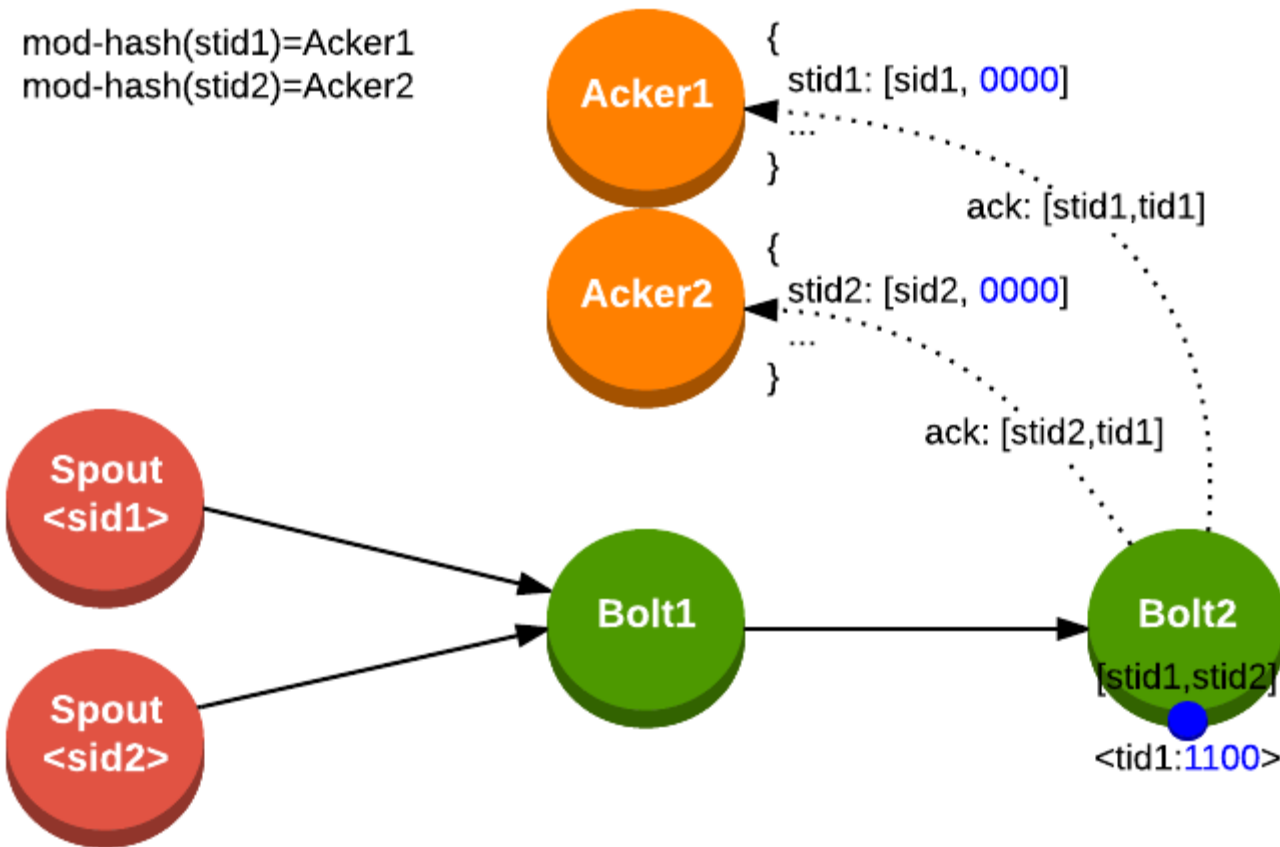 mod-hash(stid1)=Acker1
mod-hash(stid2)=Acker2
Acker1
{
stid1: [sid1, 0000]
...
}
ack: [stid1,tid1]
Acker2
{
stid2: [sid2, 0000]
...
}
ack: [stid2,tid1]
Spout
<sid1>
Spout
<sid2>
Bolt1
Bolt2
[stid1,stid2]
<tid1:1100>